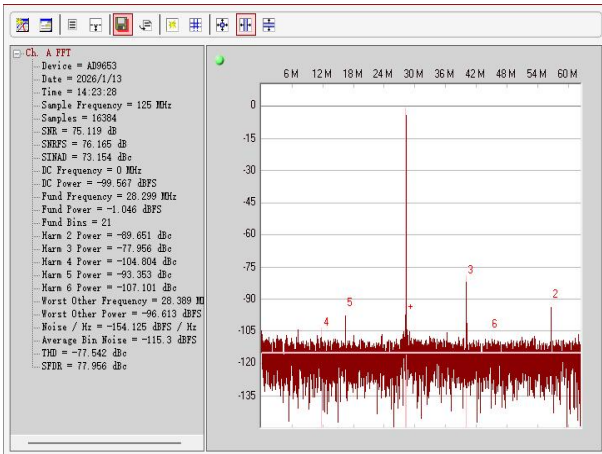 Ch. A FFT
Device = AD9653
Date = 2026/1/13
Time = 14:23:28
Sample Frequency = 125 MHz
Samples = 16384
SNR = 75.119 dB
SNRFS = 76.165 dB
SINAD = 73.154 dBc
DC Frequency = 0 MHz
DC Power = -99.567 dBFS
Fund Frequency = 28.299 MHz
Fund Power = -1.046 dBFS
Fund Bins = 21
Harm 2 Power = -89.651 dBc
Harm 3 Power = -77.956 dBc
Harm 4 Power = -104.804 dBc
Harm 5 Power = -93.353 dBc
Harm 6 Power = -107.101 dBc
Worst Other Frequency = 28.389 M
Worst Other Power = -96.613 dBFS
Noise / Hz = -154.125 dBFS / Hz
Average Bin Noise = -115.3 dBFS
THD = -77.542 dBc
SFDR = 77.956 dBc
6 M 12 M 18 M 24 M 30 M 36 M 42 M 48 M 54 M 60 M
0
-15
-30
-45
-60
-75
-90
-105
-120
-135
3
2
5
+
4
6